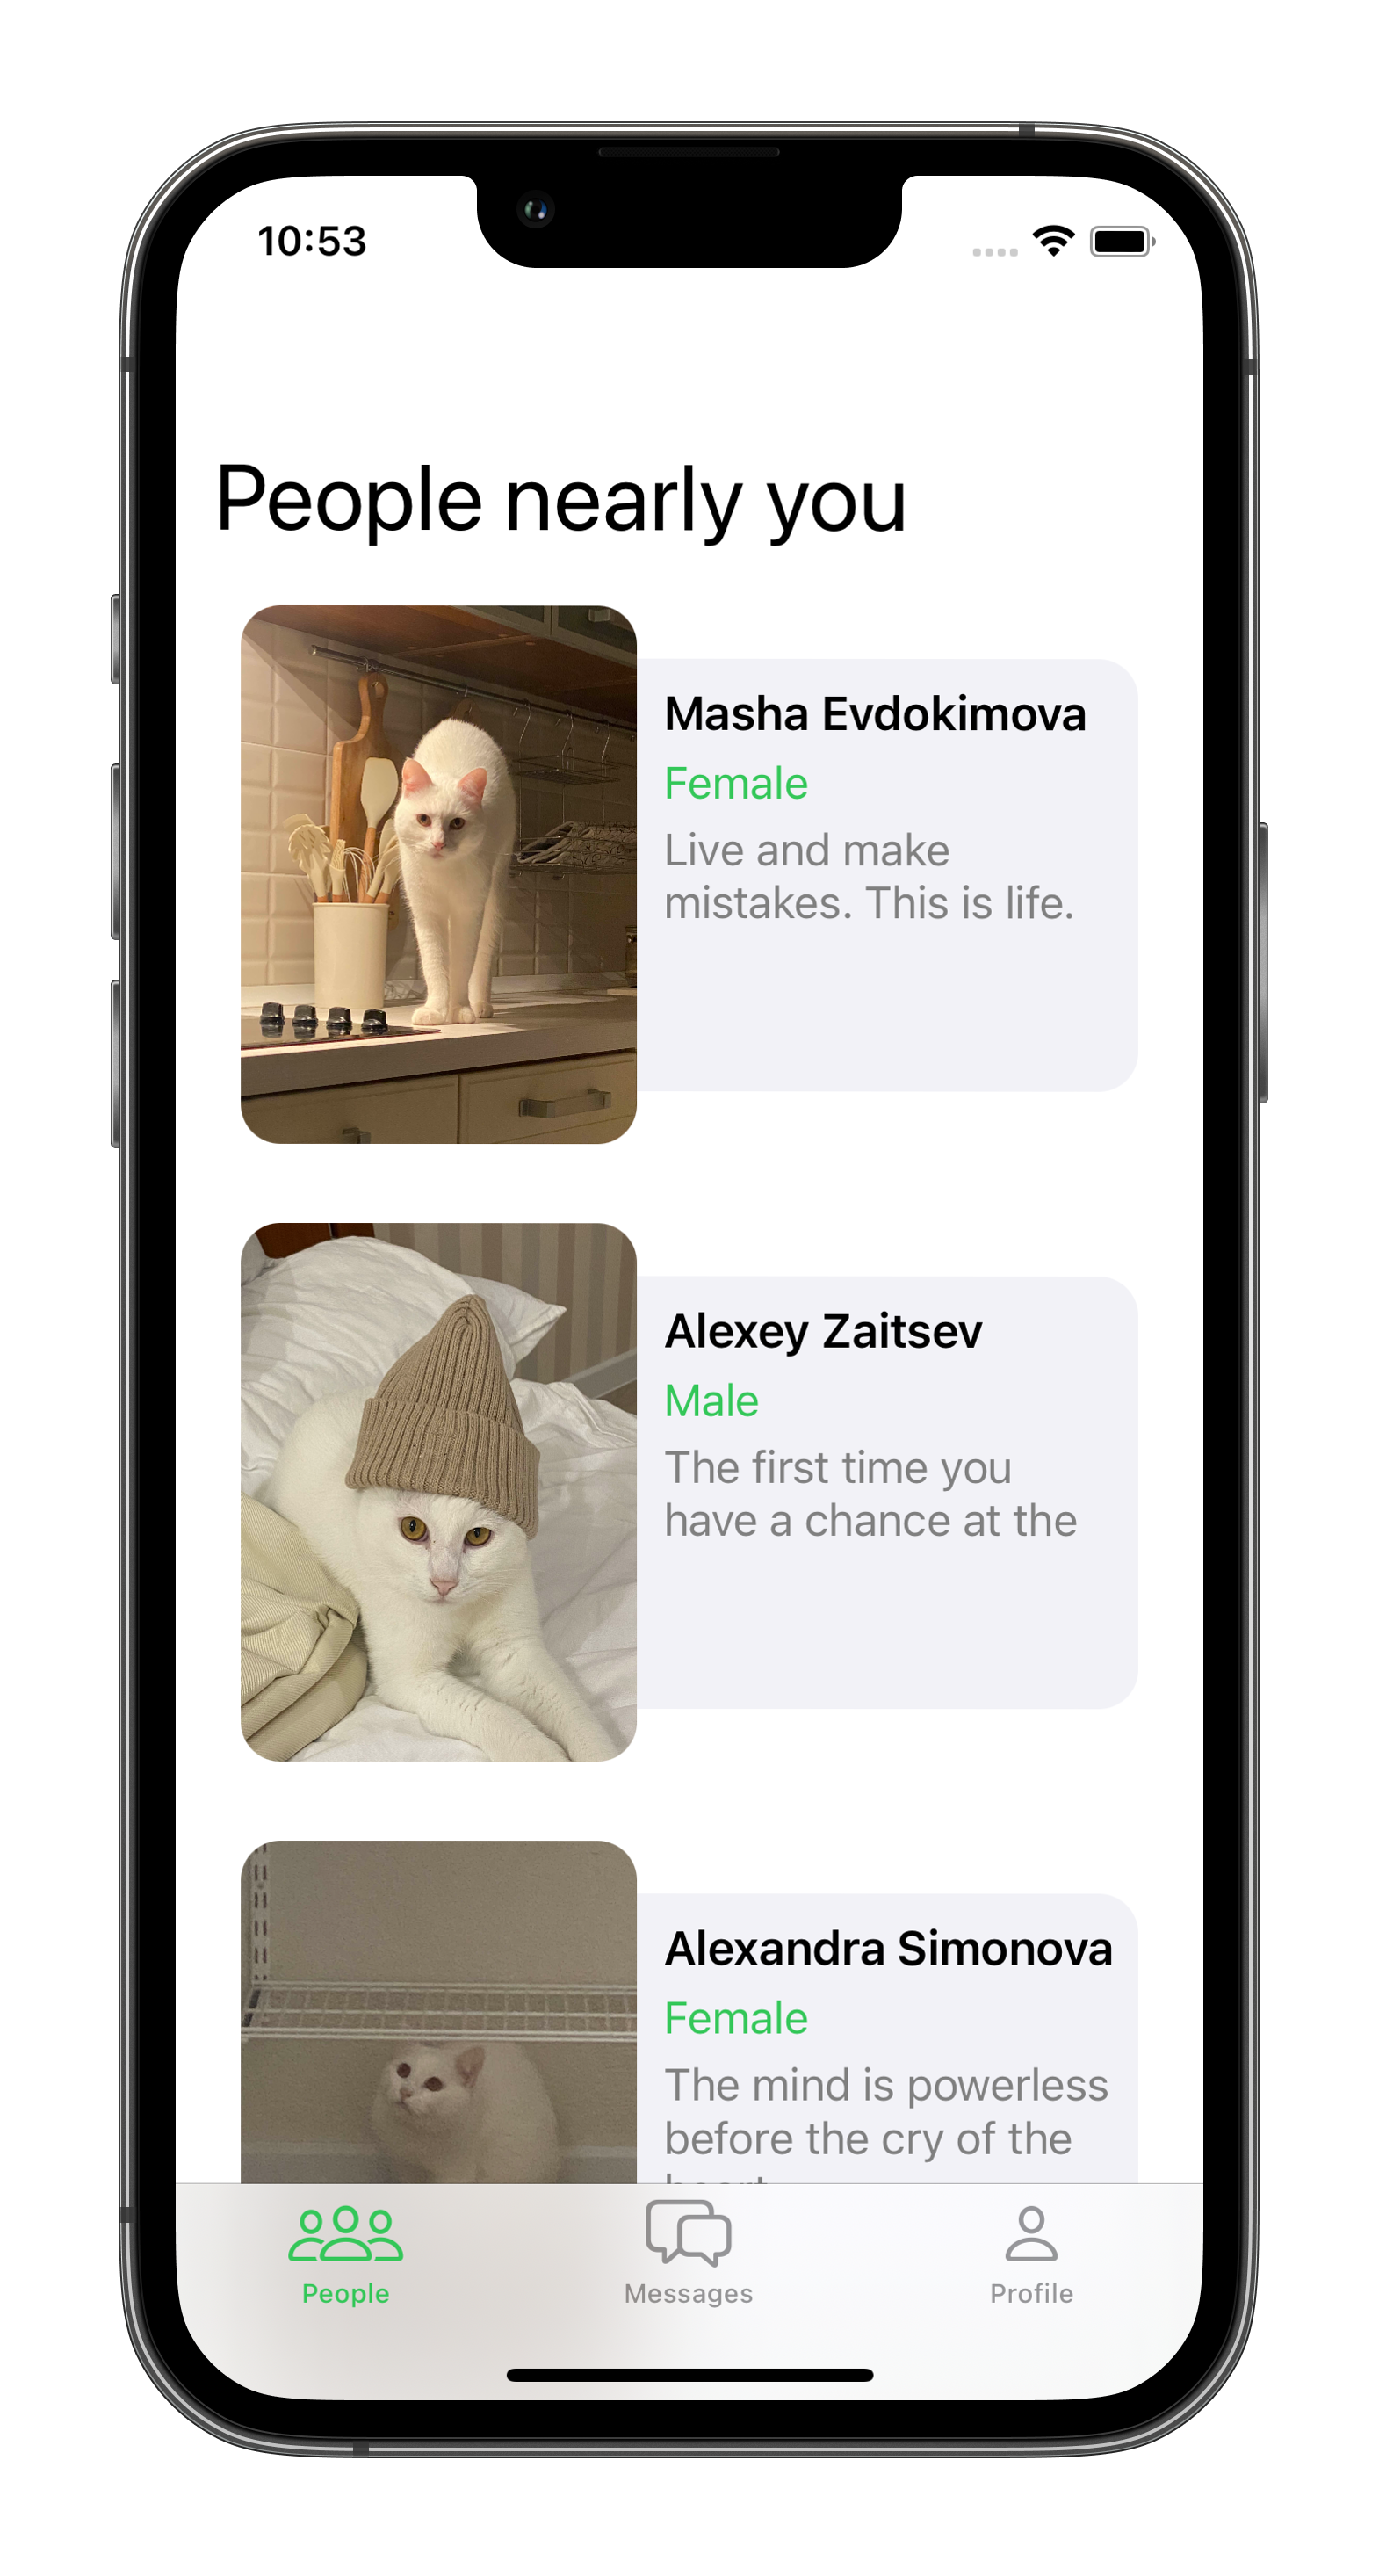 10:53
People nearly you
Masha Evdokimova
Female
Live and make
mistakes. This is life.
Alexey Zaitsev
Male
The first time you
have a chance at the
Alexandra Simonova
Female
The mind is powerless
before the cry of the
People
Messages
Profile